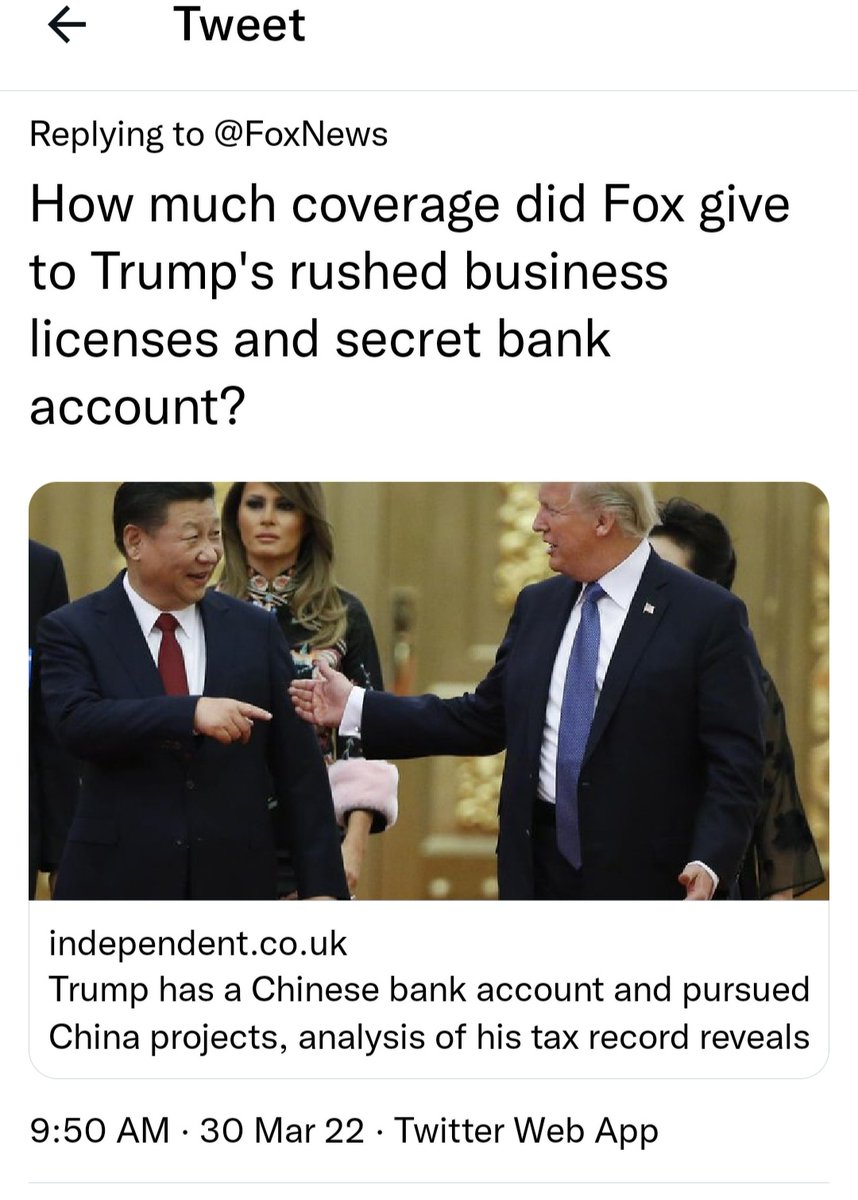 Tweet
Replying to @FoxNews
How much coverage did Fox give
to Trump's rushed business
licenses and secret bank
account?
independent.co.uk
Trump has a Chinese bank account and pursued
China projects, analysis of his tax record reveals
9:50 AM · 30 Mar 22 · Twitter Web App